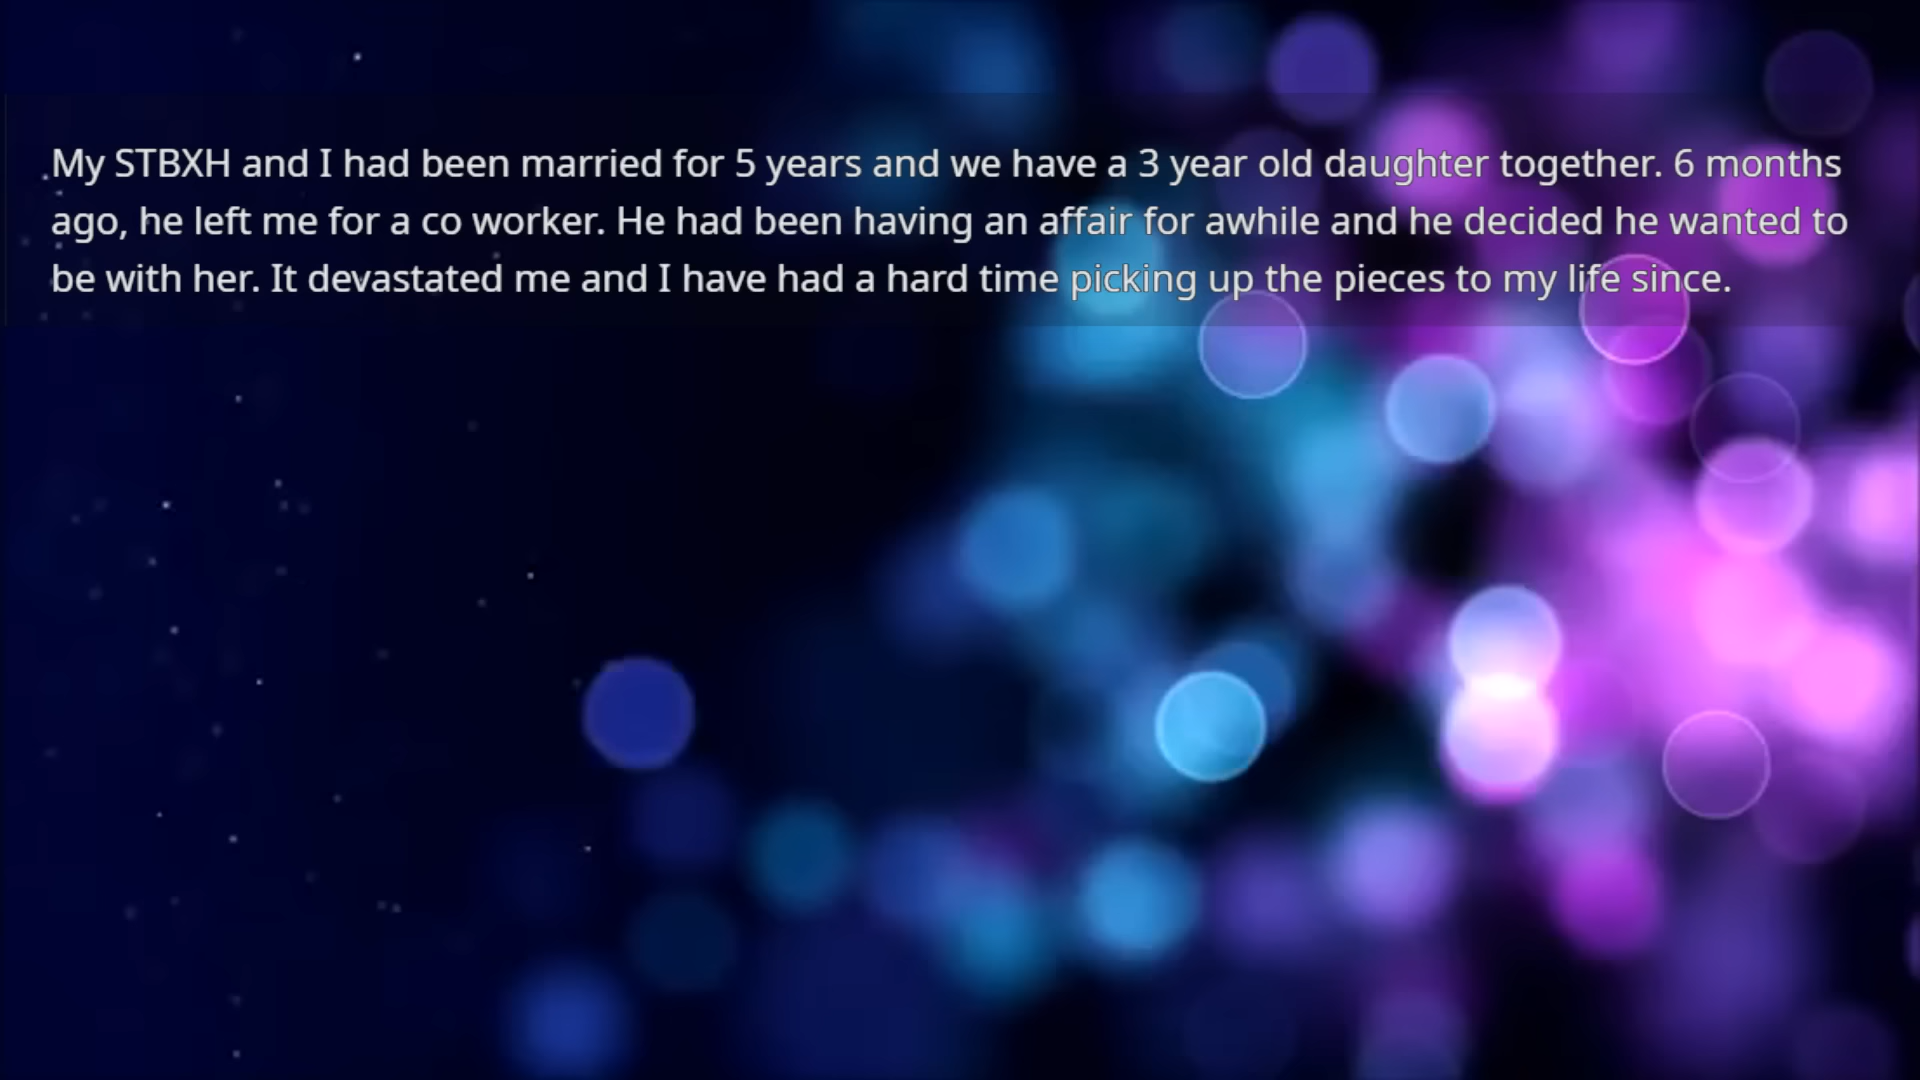 My STBXH and I had been married for 5 years and we have a 3 year old daughter together. 6 months
ago, he left me for a co worker. He had been having an affair for awhile and he decided he wanted to
be with her. It devastated me and I have had a hard time picking up the pieces to my life since.